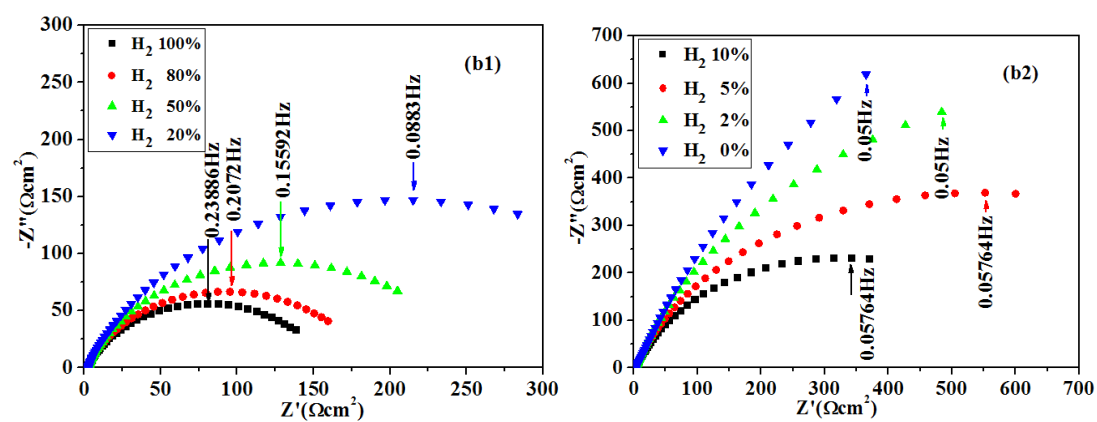 300
250
200
150
100
50
0
-Z''(Ωcm²)
H₂ 100%
H₂ 80%
H₂ 50%
H₂ 20%
(b1)
0.23886Hz
0.2072Hz
0.15592Hz
0.0883Hz
0 50 100 150 200 250 300
Z'(Ωcm²)
700
600
500
400
300
200
100
0
-Z''(Ωcm²)
H₂ 10%
H₂ 5%
H₂ 2%
H₂ 0%
(b2)
0.05Hz
0.05Hz
0.05764Hz
0.05764Hz
0 100 200 300 400 500 600 700
Z'(Ωcm²)